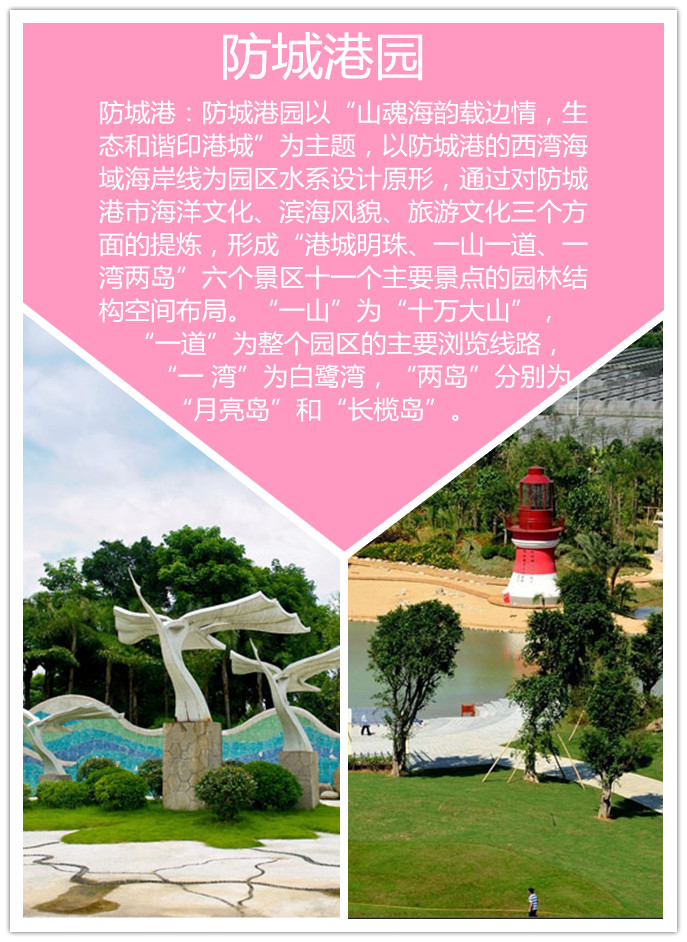 防城港园
防城港：防城港园以“山魂海韵载边情，生
态和谐印港城”为主题，以防城港的西湾海
域海岸线为园区水系设计原形，通过对防城
港市海洋文化、滨海风貌、旅游文化三个方
面的提炼，形成“港城明珠、一山一道、一
湾两岛”六个景区十一个主要景点的园林结
构空间布局。“一山”为“十万大山”，
“一道”为整个园区的主要浏览线路，
“一 湾”为白鹭湾，“两岛”分别为
“月亮岛”和“长榄岛”。